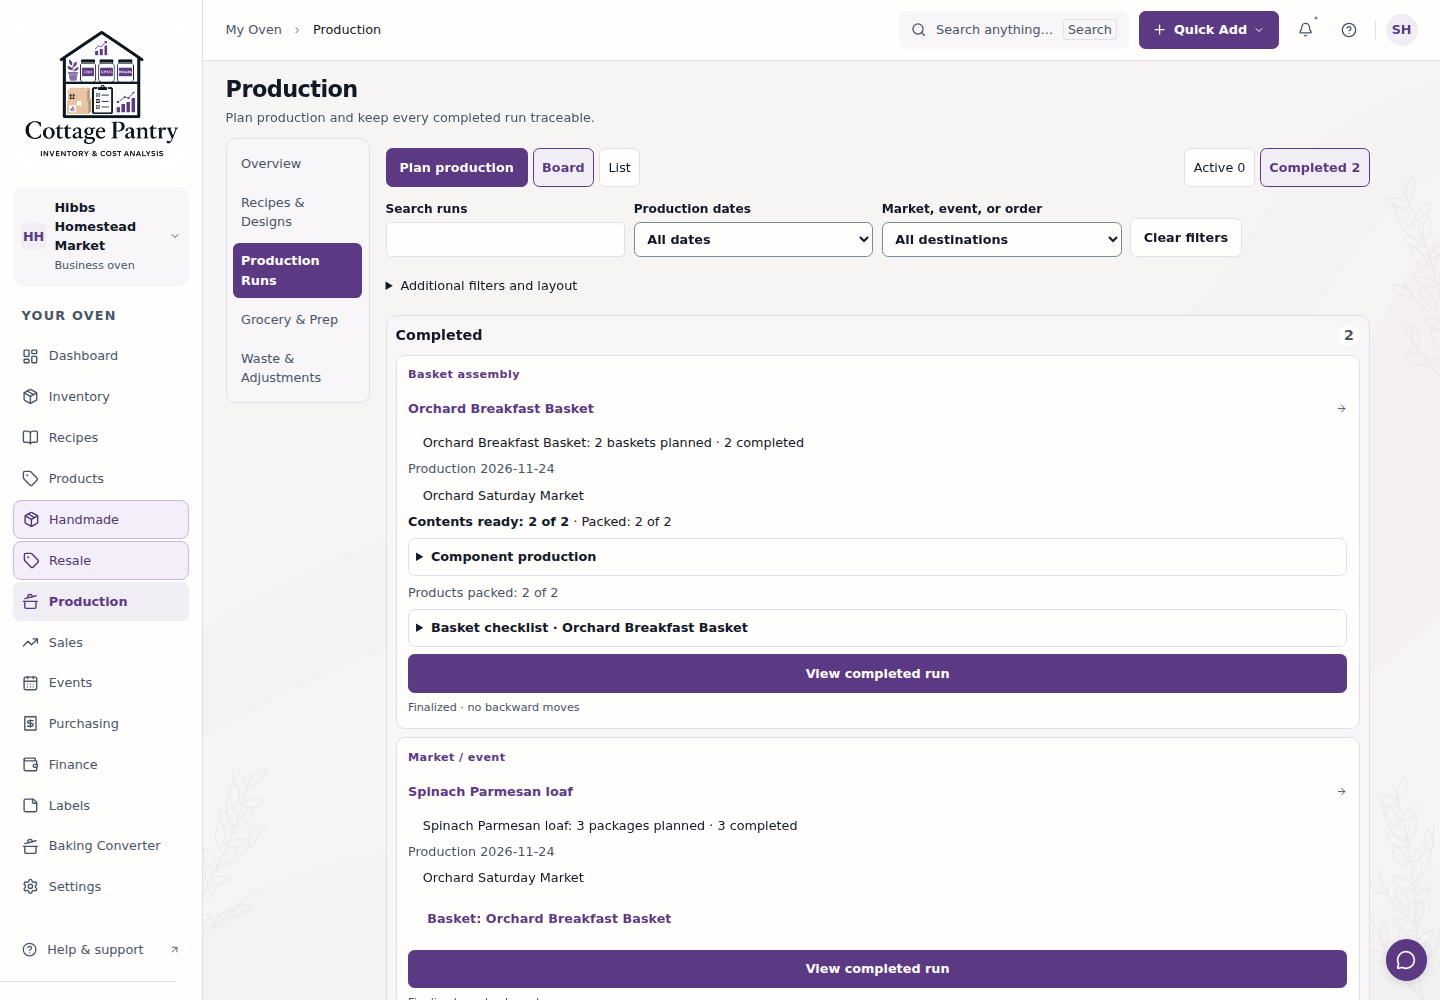 Cottage Pantry
INVENTORY & COST ANALYSIS
HH
Hibbs
Homestead
Market
Business oven
YOUR OVEN
Dashboard
Inventory
Recipes
Products
Handmade
Resale
Production
Sales
Events
Purchasing
Finance
Labels
Baking Converter
Settings
Help & support
My Oven > Production
Search anything... Search
Quick Add
SH
Production
Plan production and keep every completed run traceable.
Overview
Recipes &
Designs
Production
Runs
Grocery & Prep
Waste &
Adjustments
Plan production Board List Active 0 Completed 2
Search runs Production dates Market, event, or order
All dates All destinations Clear filters
Additional filters and layout
Completed 2
Basket assembly
Orchard Breakfast Basket
Orchard Breakfast Basket: 2 baskets planned · 2 completed
Production 2026-11-24
Orchard Saturday Market
Contents ready: 2 of 2 · Packed: 2 of 2
Component production
Products packed: 2 of 2
Basket checklist · Orchard Breakfast Basket
View completed run
Finalized · no backward moves
Market / event
Spinach Parmesan loaf
Spinach Parmesan loaf: 3 packages planned · 3 completed
Production 2026-11-24
Orchard Saturday Market
Basket: Orchard Breakfast Basket
View completed run